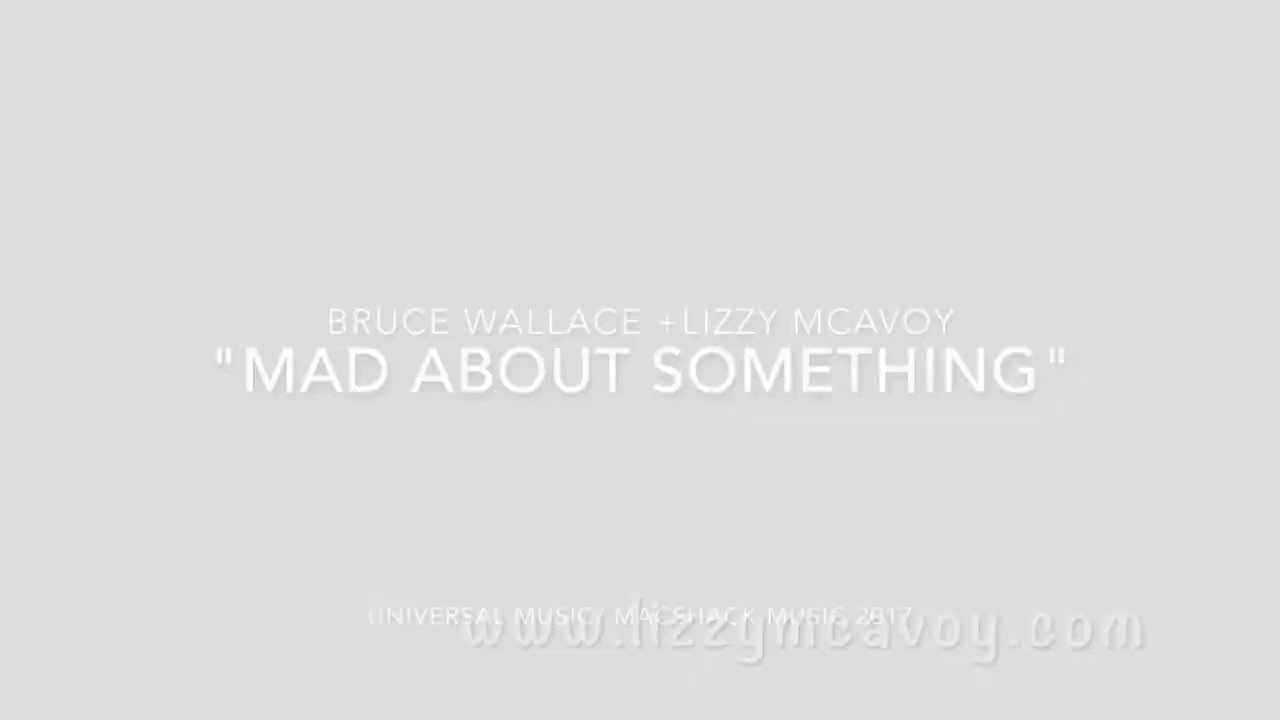 BRUCE WALLACE +LIZZY MCAVOY
"MAD ABOUT SOMETHING"
UNIVERSAL MUSIC/ MACSHACK MUSIC 2017
www.lizzymcavoy.com